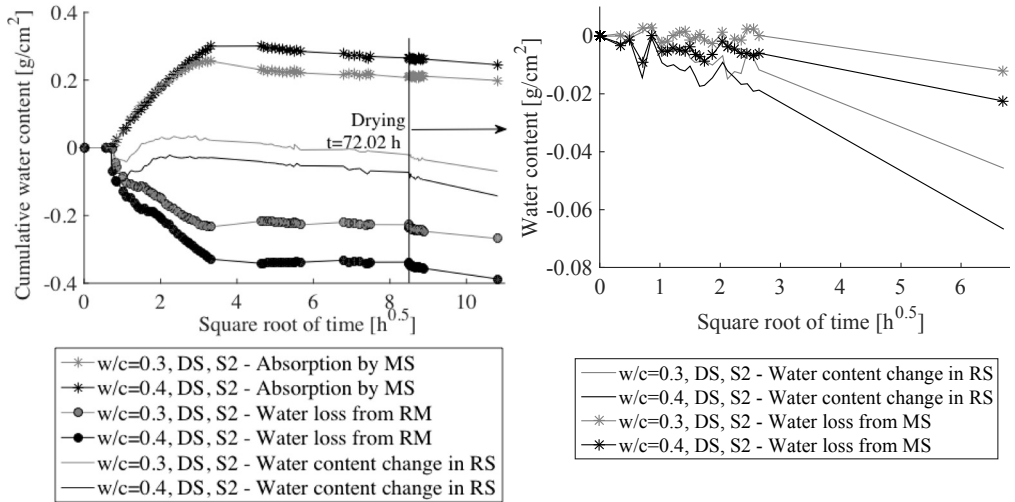 Cumulative water content [g/cm²]
0.4
0.2
0
-0.2
-0.4
0 2 4 6 8 10
Square root of time [h^0.5]
Drying
t=72.02 h
w/c=0.3, DS, S2 - Absorption by MS
w/c=0.4, DS, S2 - Absorption by MS
w/c=0.3, DS, S2 - Water loss from RM
w/c=0.4, DS, S2 - Water loss from RM
w/c=0.3, DS, S2 - Water content change in RS
w/c=0.4, DS, S2 - Water content change in RS
Water content [g/cm²]
0
-0.02
-0.04
-0.06
-0.08
0 1 2 3 4 5 6
Square root of time [h^0.5]
w/c=0.3, DS, S2 - Water content change in RS
w/c=0.4, DS, S2 - Water content change in RS
w/c=0.3, DS, S2 - Water loss from MS
w/c=0.4, DS, S2 - Water loss from MS